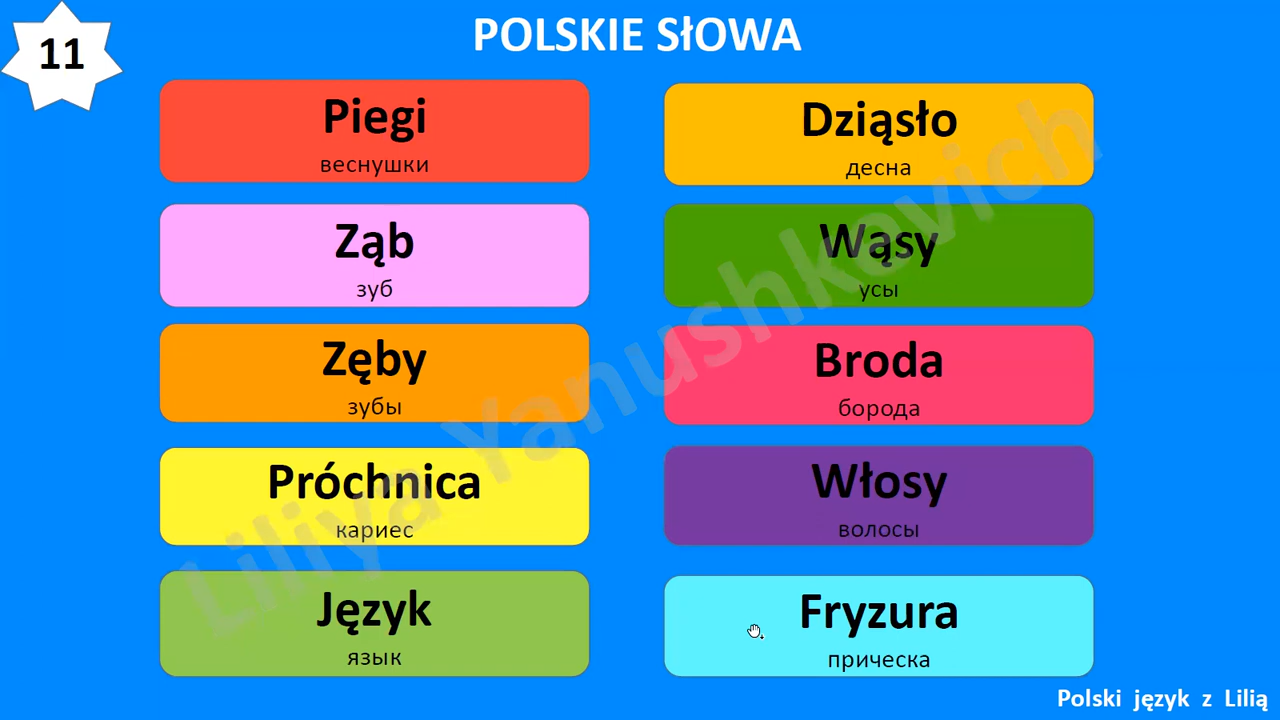 11
POLSKIE SłOWA
Piegi
веснушки
Ząb
зуб
Zęby
зубы
Próchnica
кариес
Język
язык
Dziąsło
десна
Wąsy
усы
Broda
борода
Włosy
волосы
Fryzura
прическа
Liliya Yanushkovich
Polski język z Lilią